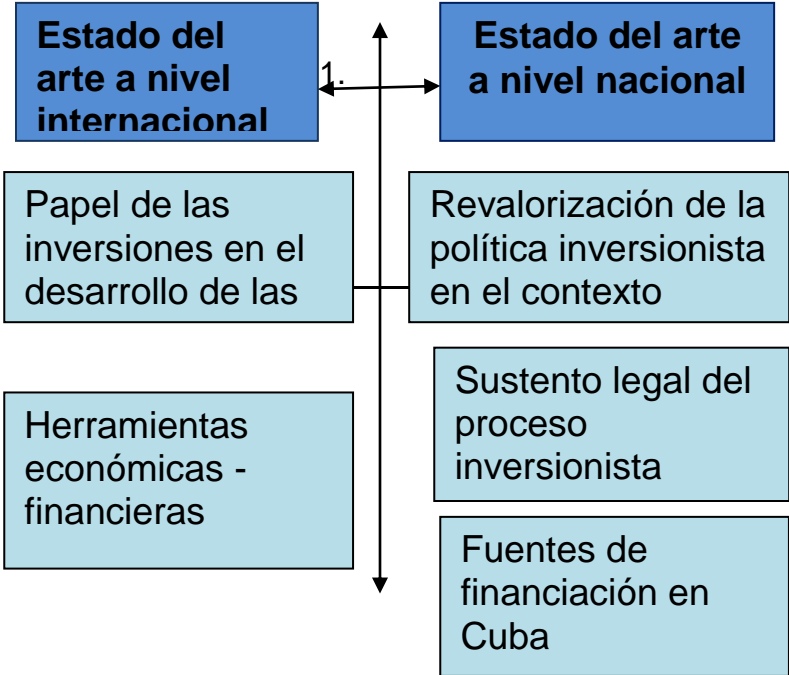 Estado del
arte a nivel
internacional
1.
Estado del arte
a nivel nacional
Papel de las
inversiones en el
desarrollo de las
Revalorización de la
política inversionista
en el contexto
Herramientas
económicas -
financieras
Sustento legal del
proceso
inversionista
Fuentes de
financiación en
Cuba